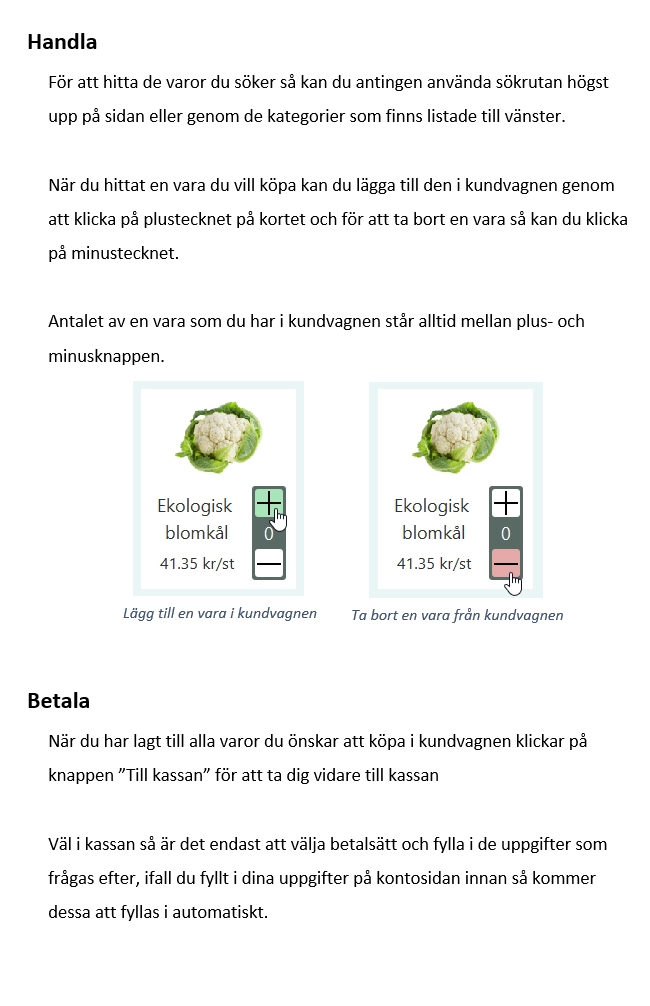 Handla
För att hitta de varor du söker så kan du antingen använda sökrutan högst
upp på sidan eller genom de kategorier som finns listade till vänster.
När du hittat en vara du vill köpa kan du lägga till den i kundvagnen genom
att klicka på plustecknet på kortet och för att ta bort en vara så kan du klicka
på minustecknet.
Antalet av en vara som du har i kundvagnen står alltid mellan plus- och
minusknappen.
Ekologisk
blomkål
0
41.35 kr/st
Lägg till en vara i kundvagnen
Ekologisk
blomkål
0
41.35 kr/st
Ta bort en vara från kundvagnen
Betala
När du har lagt till alla varor du önskar att köpa i kundvagnen klickar på
knappen ”Till kassan” för att ta dig vidare till kassan
Väl i kassan så är det endast att välja betalsätt och fylla i de uppgifter som
frågas efter, ifall du fyllt i dina uppgifter på kontosidan innan så kommer
dessa att fyllas i automatiskt.